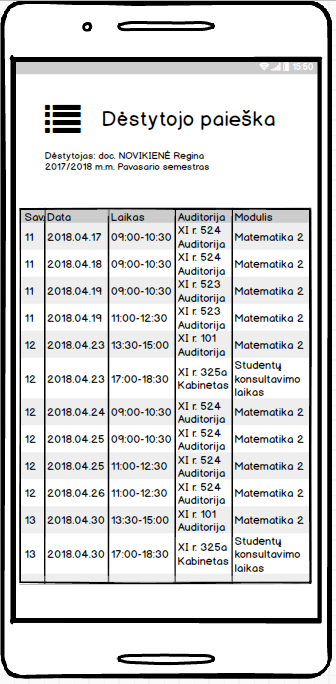 15:50
Dėstytojo paieška
Dėstytojas: doc. NOVIKIENĖ Regina
2017/2018 m.m. Pavasario semestras
Sav Data Laikas Auditorija Modulis
11 2018.04.17 09:00-10:30 XI r. 524 Auditorija Matematika 2
11 2018.04.18 09:00-10:30 XI r. 524 Auditorija Matematika 2
11 2018.04.19 09:00-10:30 XI r. 523 Auditorija Matematika 2
11 2018.04.19 11:00-12:30 XI r. 523 Auditorija Matematika 2
12 2018.04.23 13:30-15:00 XI r. 101 Auditorija Matematika 2
12 2018.04.23 17:00-18:30 XI r. 325a Kabinetas Studentų konsultavimo laikas
12 2018.04.24 09:00-10:30 XI r. 524 Auditorija Matematika 2
12 2018.04.25 09:00-10:30 XI r. 524 Auditorija Matematika 2
12 2018.04.25 11:00-12:30 XI r. 524 Auditorija Matematika 2
12 2018.04.26 11:00-12:30 XI r. 524 Auditorija Matematika 2
13 2018.04.30 13:30-15:00 XI r. 101 Auditorija Matematika 2
13 2018.04.30 17:00-18:30 XI r. 325a Kabinetas Studentų konsultavimo laikas